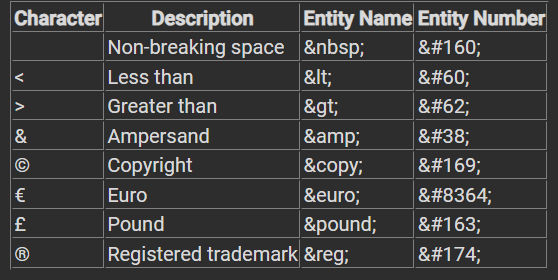 Character Description Entity Name Entity Number
Non-breaking space &nbsp; &#160;
< Less than &lt; &#60;
> Greater than &gt; &#62;
& Ampersand &amp; &#38;
© Copyright &copy; &#169;
€ Euro &euro; &#8364;
£ Pound &pound; &#163;
® Registered trademark &reg; &#174;